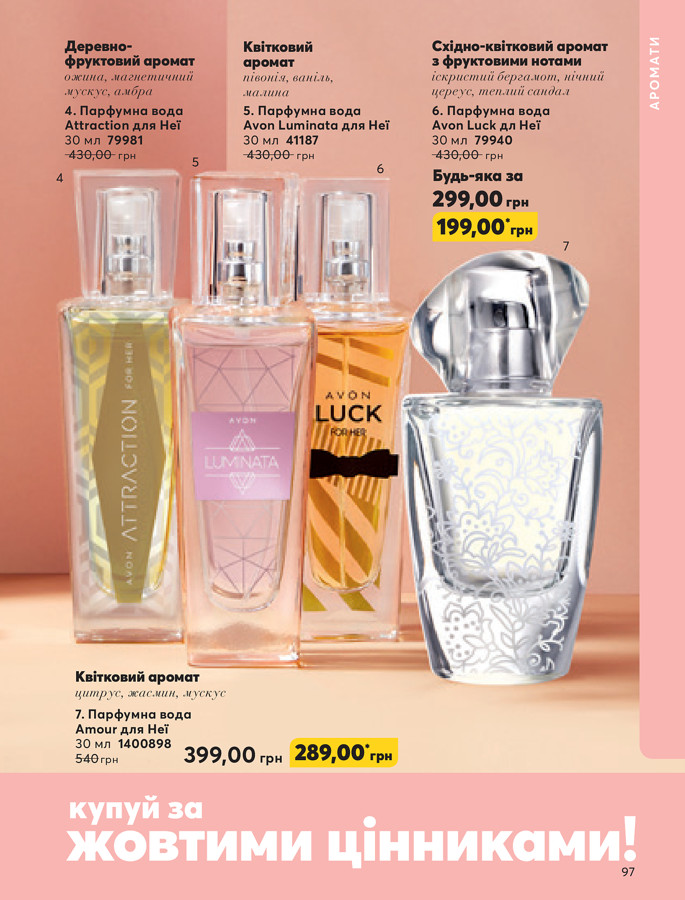 Деревно-
фруктовий аромат
ожина, магнетичний
мускус, амбра
4. Парфумна вода
Attraction для Неї
30 мл 79981
430,00 грн
Квітковий
аромат
півонія, ваніль,
малина
5. Парфумна вода
Avon Luminata для Неї
30 мл 41187
430,00 грн
Східно-квітковий аромат
з фруктовими нотами
іскристий бергамот, нічний
цереус, теплий сандал
6. Парфумна вода
Avon Luck дл Неї
30 мл 79940
430,00 грн
Будь-яка за
299,00 грн
199,00* грн
АРОМАТИ
4
5
6
7
AVON ATTRACTION FOR HER
AVON
LUMINATA
AVON
LUCK
FOR HER
Квітковий аромат
цитрус, жасмин, мускус
7. Парфумна вода
Amour для Неї
30 мл 1400898
540 грн
399,00 грн
289,00* грн
купуй за
жовтими цінниками!
97